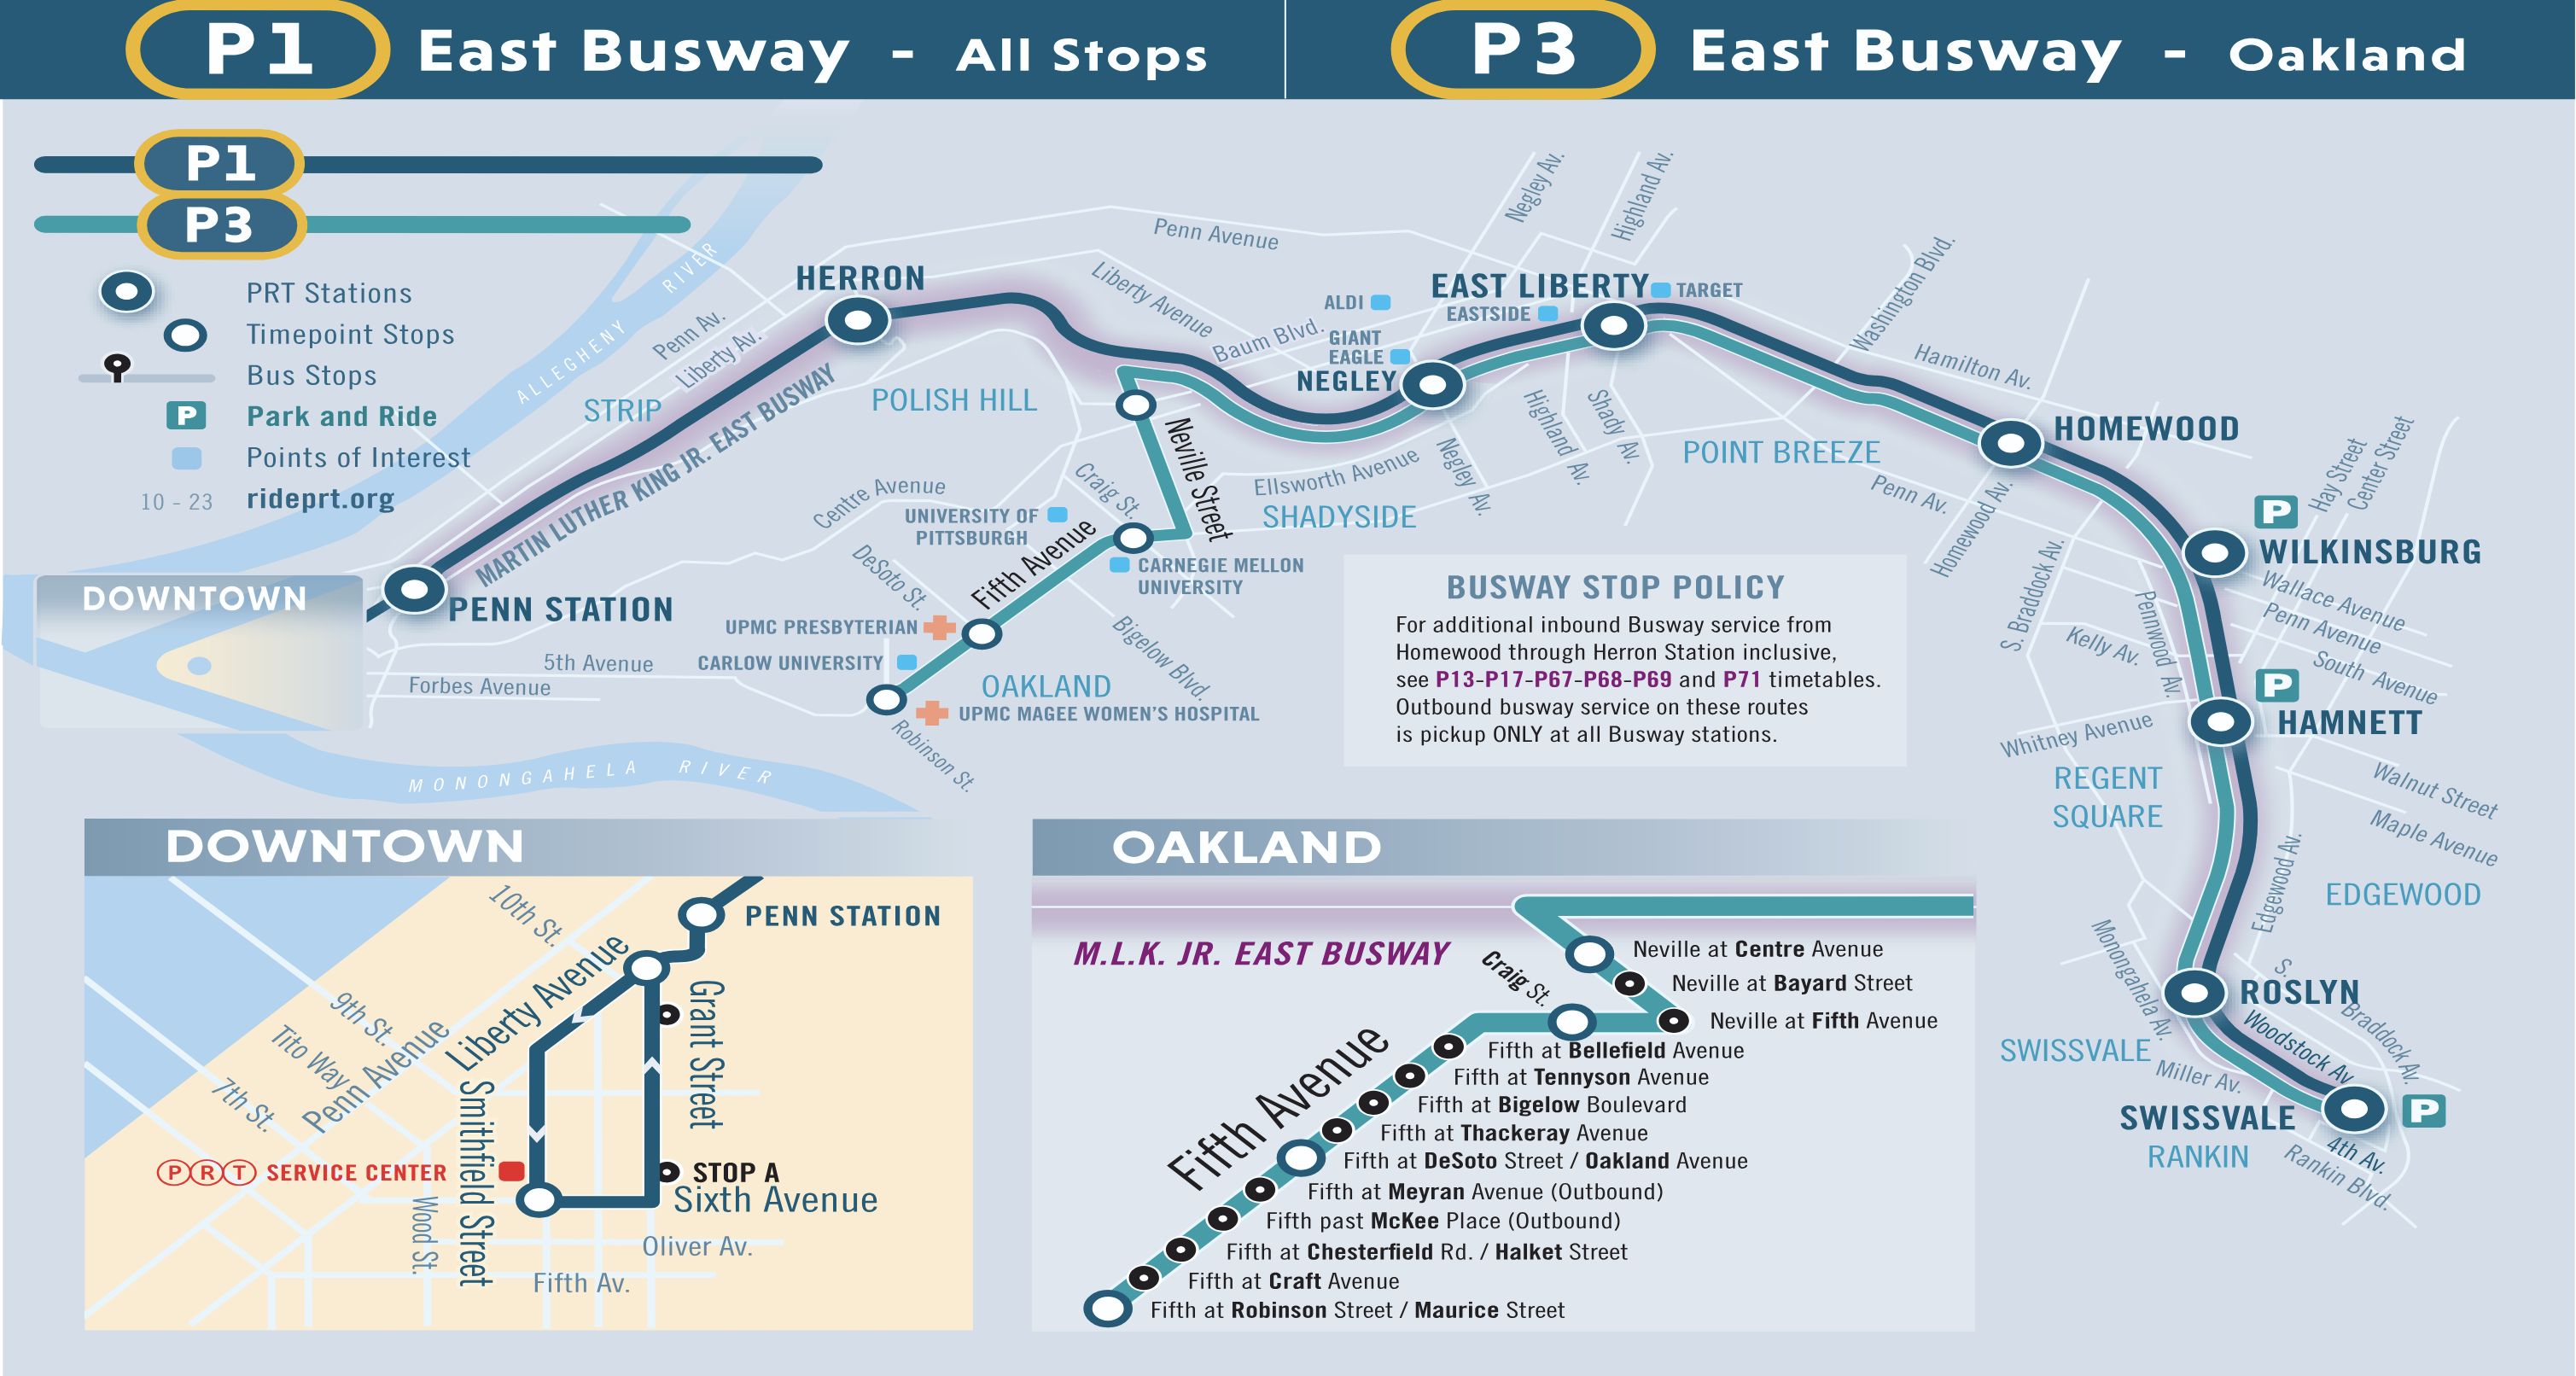 P1 East Busway - All Stops
P3 East Busway - Oakland
P1
P3
PRT Stations
Timepoint Stops
Bus Stops
P Park and Ride
Points of Interest
10 - 23 rideprt.org
ALLEGHENY RIVER
Penn Av.
Liberty Av.
STRIP
MARTIN LUTHER KING JR. EAST BUSWAY
HERRON
POLISH HILL
Penn Avenue
Liberty Avenue
Baum Blvd.
ALDI
GIANT
EAGLE
NEGLEY
EAST LIBERTY
EASTSIDE
TARGET
Negley Av.
Highland Av.
Negley Av.
Highland Av.
Shady Av.
Washington Blvd.
Hamilton Av.
HOMEWOOD
POINT BREEZE
Penn Av.
Homewood Av.
Hay Street
Center Street
P
WILKINSBURG
Wallace Avenue
Penn Avenue
South Avenue
S. Braddock Av.
Kelly Av.
Pennwood Av.
P
HAMNETT
Whitney Avenue
REGENT
SQUARE
Walnut Street
Maple Avenue
Edgewood Av.
EDGEWOOD
Monongahela Av.
ROSLYN
S. Braddock Av.
Woodstock Av
SWISSVALE
Miller Av.
SWISSVALE
P
RANKIN
4th Av.
Rankin Blvd.
Neville Street
Craig St.
Ellsworth Avenue
SHADYSIDE
Centre Avenue
UNIVERSITY OF
PITTSBURGH
DeSoto St.
Fifth Avenue
CARNEGIE MELLON
UNIVERSITY
UPMC PRESBYTERIAN
CARLOW UNIVERSITY
Bigelow Blvd.
OAKLAND
UPMC MAGEE WOMEN'S HOSPITAL
Robinson St.
DOWNTOWN
PENN STATION
5th Avenue
Forbes Avenue
MONONGAHELA RIVER
BUSWAY STOP POLICY
For additional inbound Busway service from
Homewood through Herron Station inclusive,
see P13-P17-P67-P68-P69 and P71 timetables.
Outbound busway service on these routes
is pickup ONLY at all Busway stations.
DOWNTOWN
PENN STATION
10th St.
9th St.
Tito Way
7th St.
Penn Avenue
Liberty Avenue
Grant Street
Smithfield Street
PRT SERVICE CENTER
STOP A
Sixth Avenue
Wood St.
Oliver Av.
Fifth Av.
OAKLAND
M.L.K. JR. EAST BUSWAY
Craig St.
Fifth Avenue
Neville at Centre Avenue
Neville at Bayard Street
Neville at Fifth Avenue
Fifth at Bellefield Avenue
Fifth at Tennyson Avenue
Fifth at Bigelow Boulevard
Fifth at Thackeray Avenue
Fifth at DeSoto Street / Oakland Avenue
Fifth at Meyran Avenue (Outbound)
Fifth past McKee Place (Outbound)
Fifth at Chesterfield Rd. / Halket Street
Fifth at Craft Avenue
Fifth at Robinson Street / Maurice Street